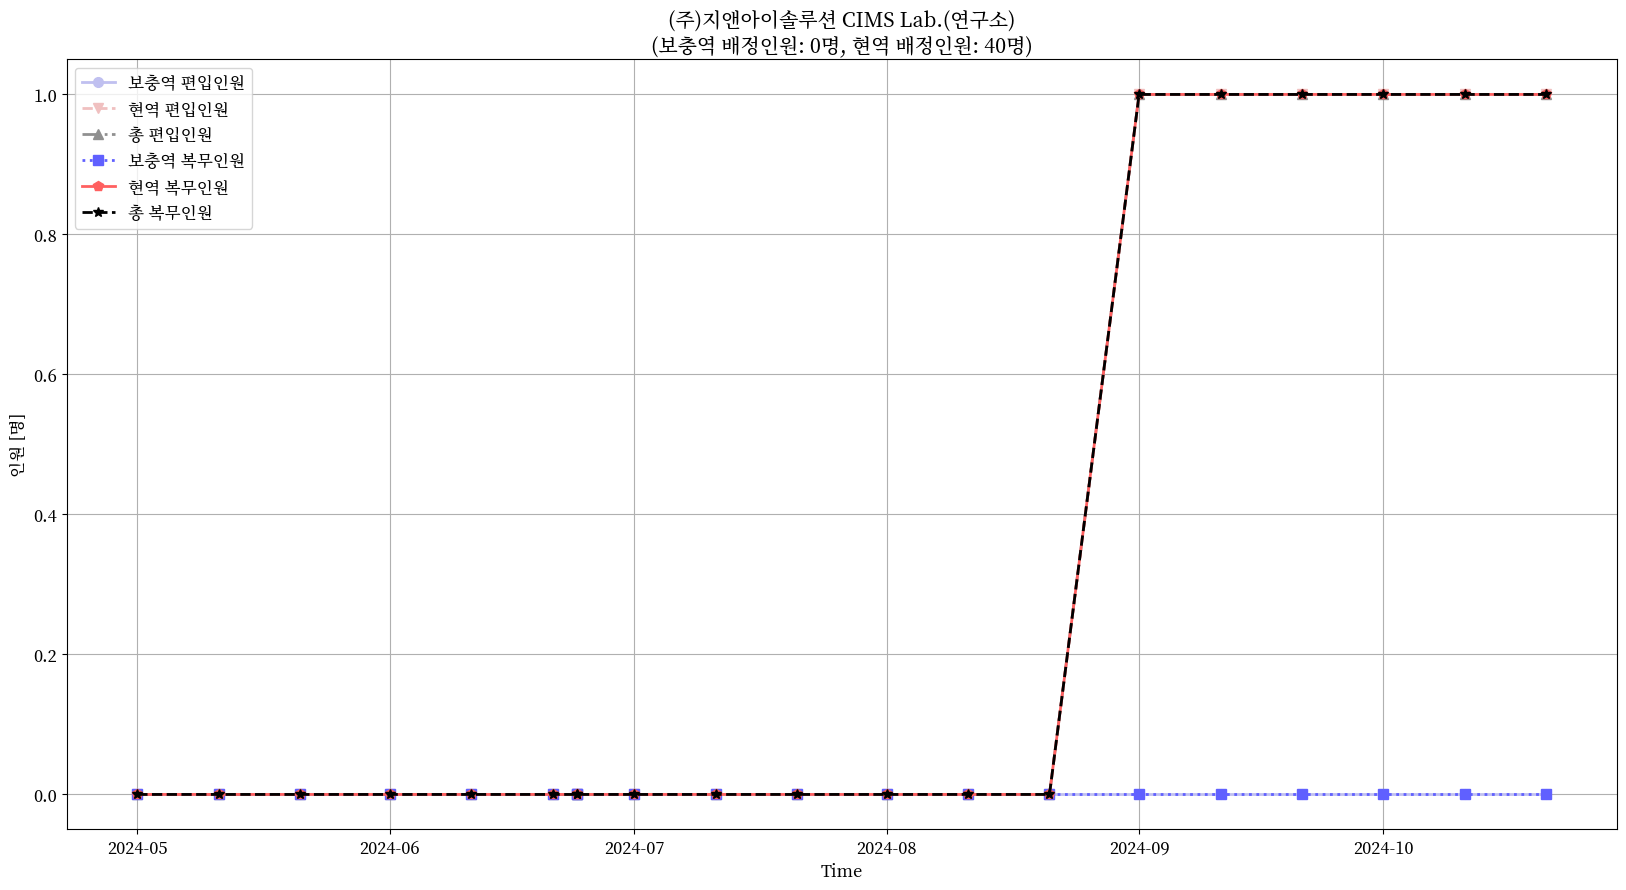 (주)지앤아이솔루션 CIMS Lab.(연구소)
(보충역 배정인원: 0명, 현역 배정인원: 40명)
보충역 편입인원
현역 편입인원
총 편입인원
보충역 복무인원
현역 복무인원
총 복무인원
1.0
0.8
0.6
0.4
0.2
0.0
인원 [명]
2024-05
2024-06
2024-07
2024-08
2024-09
2024-10
Time